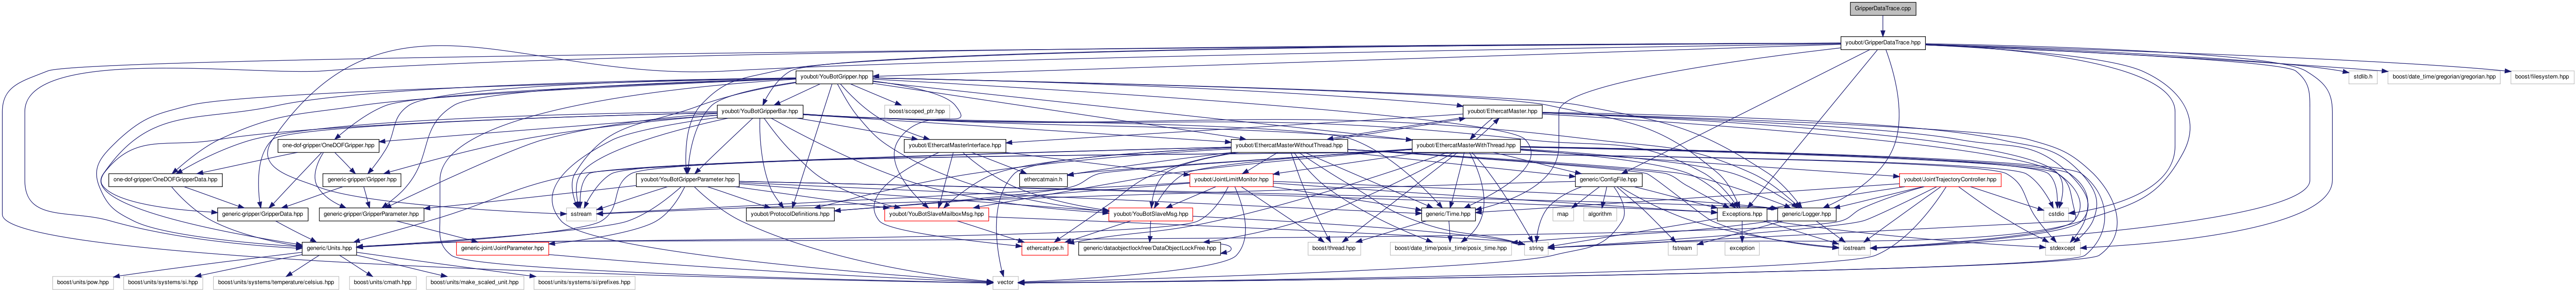 GripperDataTrace.cpp
youbot/GripperDataTrace.hpp
youbot/YouBotGripper.hpp
stdlib.h
boost/date_time/gregorian/gregorian.hpp
boost/filesystem.hpp
youbot/YouBotGripperBar.hpp
boost/scoped_ptr.hpp
youbot/EthercatMaster.hpp
one-dof-gripper/OneDOFGripper.hpp
youbot/EthercatMasterInterface.hpp
youbot/EthercatMasterWithoutThread.hpp
youbot/EthercatMasterWithThread.hpp
one-dof-gripper/OneDOFGripperData.hpp
generic-gripper/Gripper.hpp
youbot/YouBotGripperParameter.hpp
ethercatmain.h
youbot/JointLimitMonitor.hpp
generic/ConfigFile.hpp
youbot/JointTrajectoryController.hpp
generic-gripper/GripperData.hpp
generic-gripper/GripperParameter.hpp
sstream
youbot/ProtocolDefinitions.hpp
youbot/YouBotSlaveMailboxMsg.hpp
youbot/YouBotSlaveMsg.hpp
generic/Time.hpp
map
algorithm
Exceptions.hpp
generic/Logger.hpp
cstdio
generic/Units.hpp
generic-joint/JointParameter.hpp
ethercattype.h
generic/dataobjectlockfree/DataObjectLockFree.hpp
boost/thread.hpp
boost/date_time/posix_time/posix_time.hpp
string
fstream
exception
iostream
stdexcept
boost/units/pow.hpp
boost/units/systems/si.hpp
boost/units/systems/temperature/celsius.hpp
boost/units/cmath.hpp
boost/units/make_scaled_unit.hpp
boost/units/systems/si/prefixes.hpp
vector